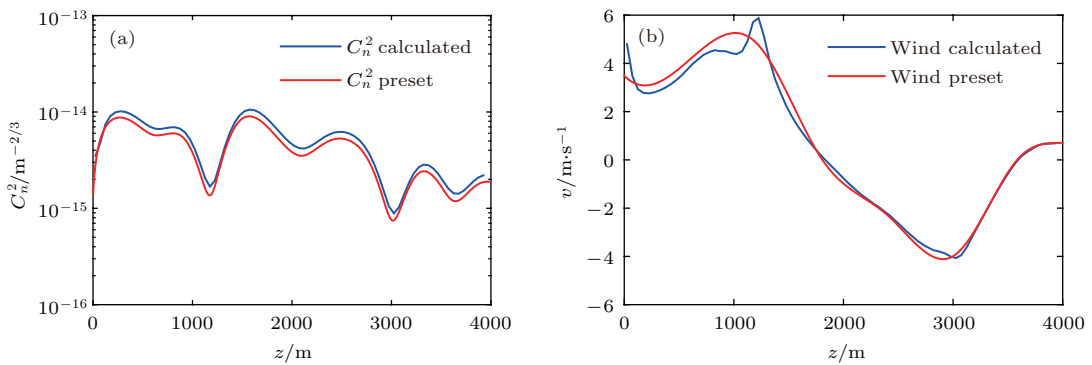 (a)
C_n^2 calculated
C_n^2 preset
10−13
10−14
10−15
10−16
C_n^2/m−2/3
0 1000 2000 3000 4000
z/m
(b)
Wind calculated
Wind preset
6
4
2
0
−2
−4
−6
v/m·s−1
0 1000 2000 3000 4000
z/m